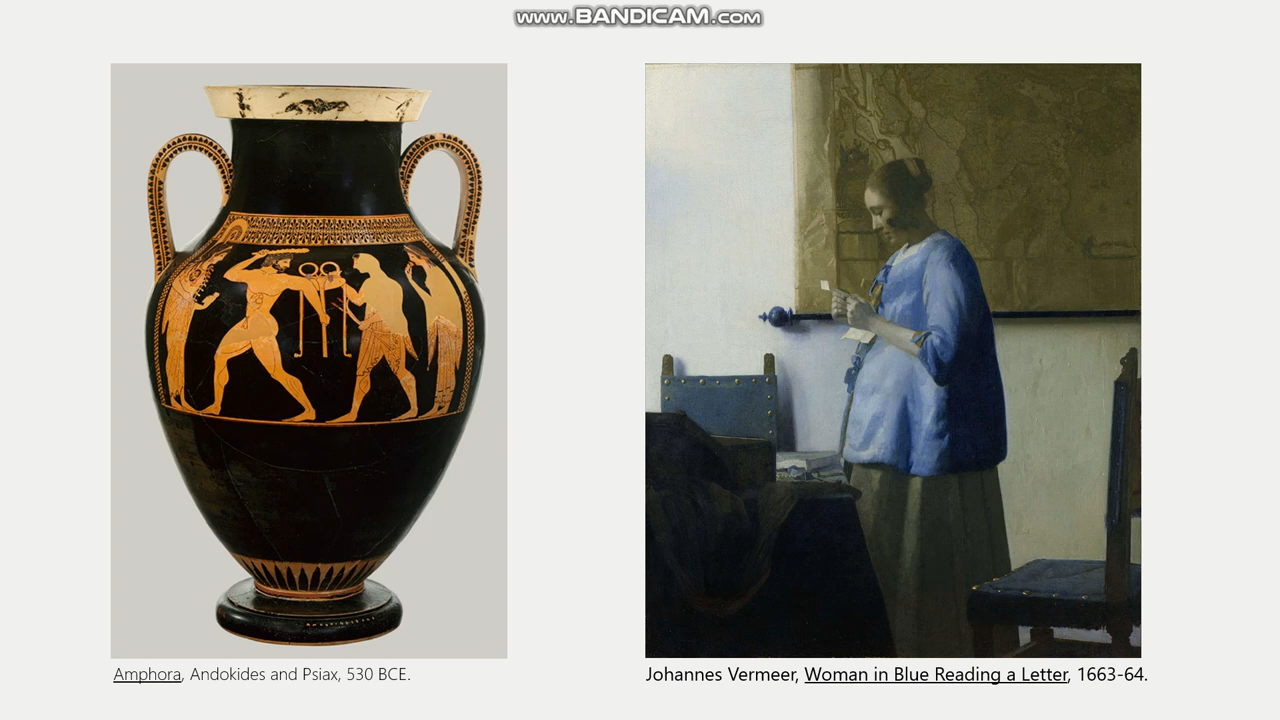 www.BANDICAM.com
Amphora, Andokides and Psiax, 530 BCE.
Johannes Vermeer, Woman in Blue Reading a Letter, 1663-64.